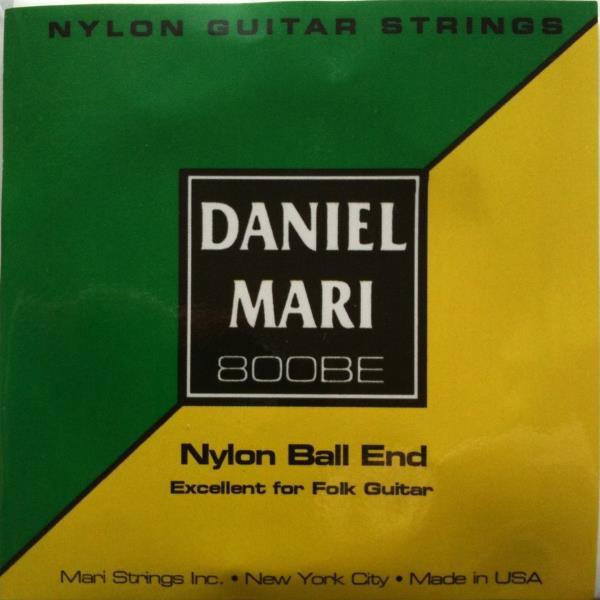 NYLON GUITAR STRINGS
DANIEL
MARI
800BE
Nylon Ball End
Excellent for Folk Guitar
Mari Strings Inc. • New York City • Made in USA